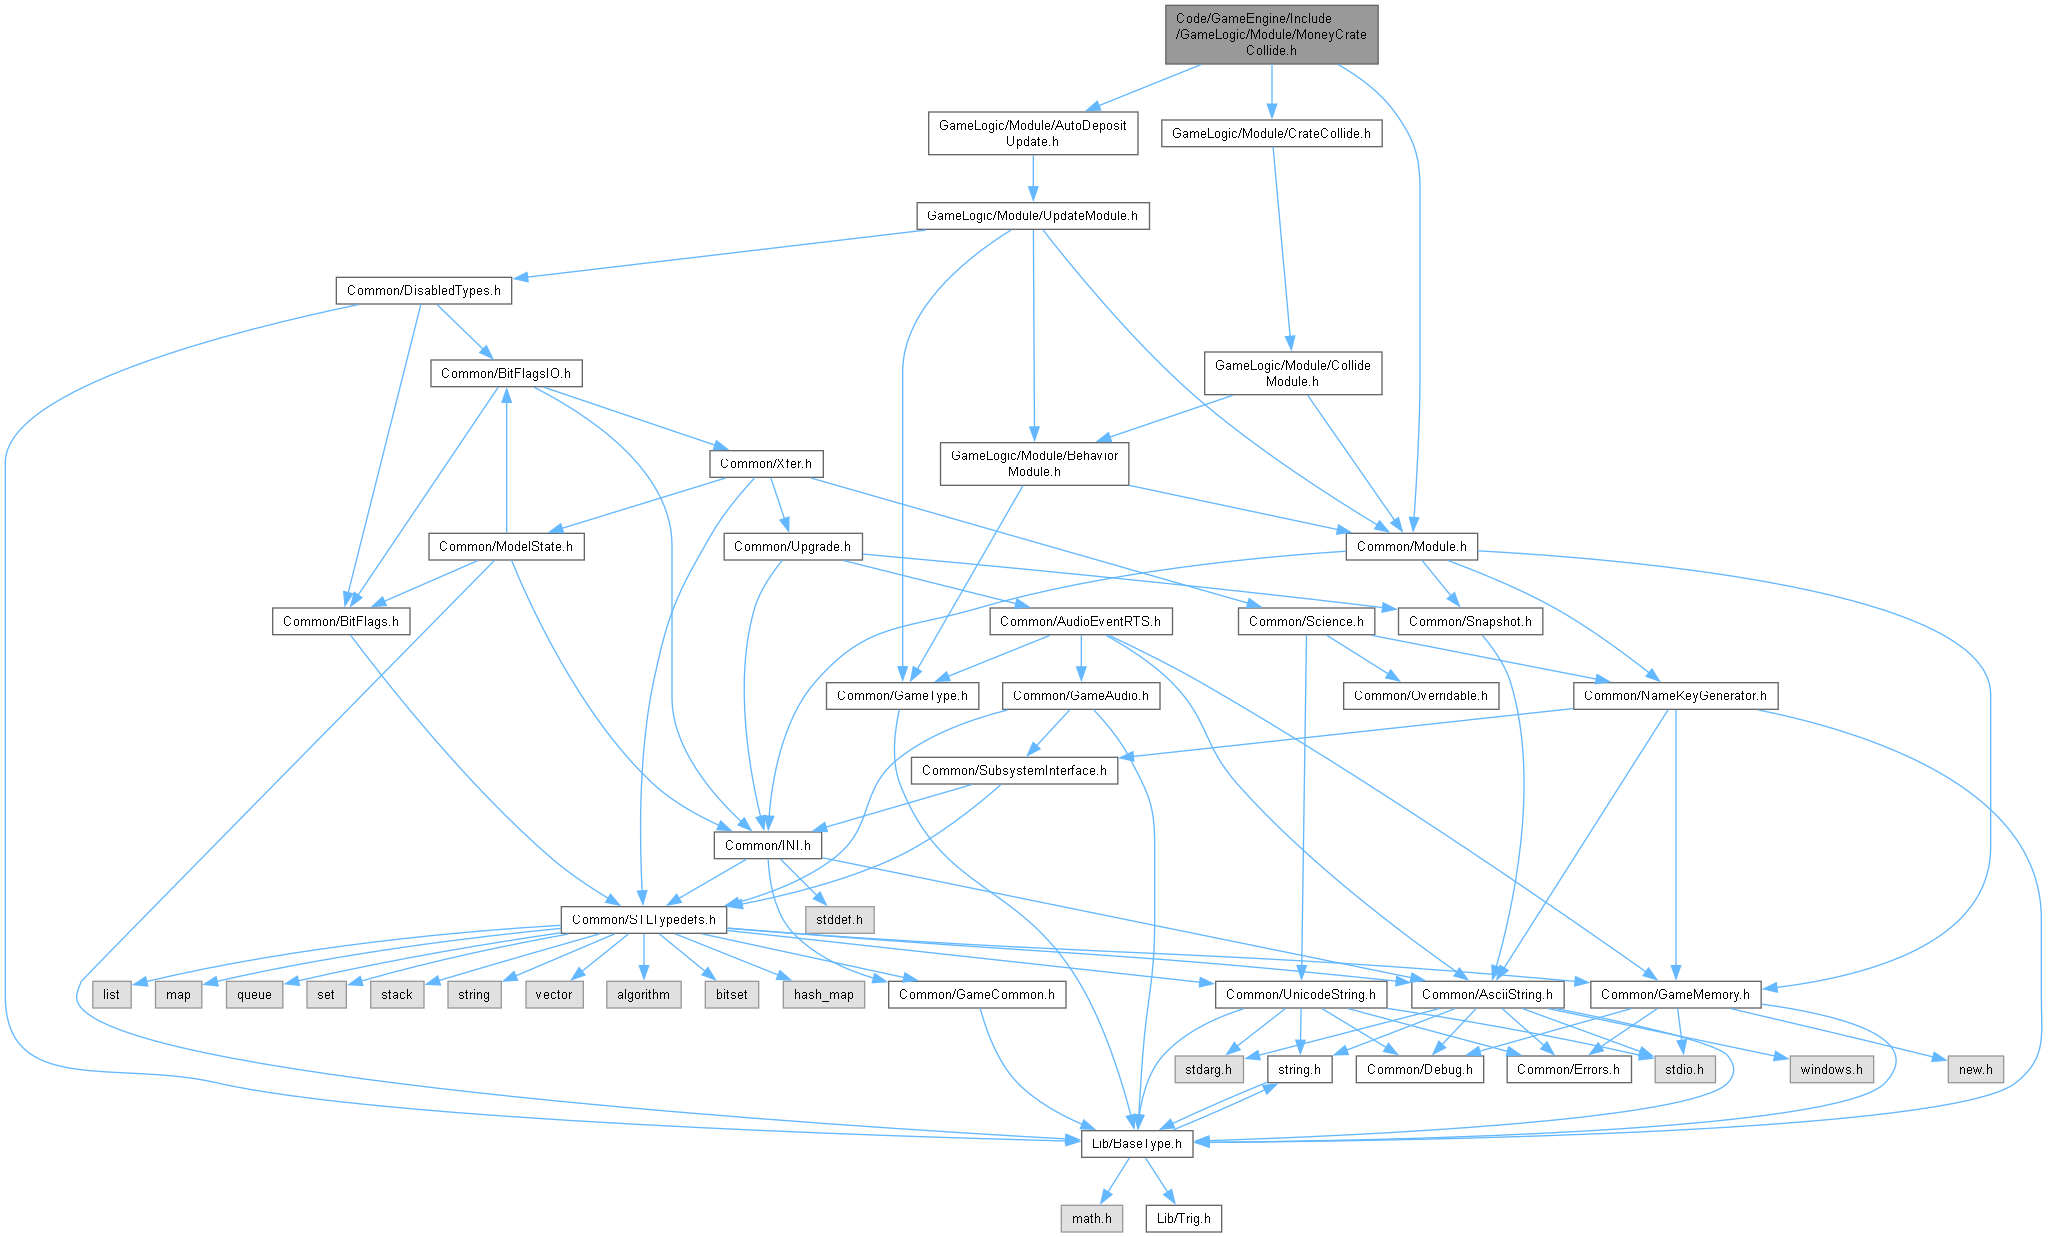 Code/GameEngine/Include
/GameLogic/Module/MoneyCrate
Collide.h
GameLogic/Module/AutoDeposit
Update.h
GameLogic/Module/CrateCollide.h
GameLogic/Module/UpdateModule.h
Common/DisabledTypes.h
Common/BitFlagsIO.h
GameLogic/Module/Collide
Module.h
Common/Xfer.h
GameLogic/Module/Behavior
Module.h
Common/ModelState.h
Common/Upgrade.h
Common/Module.h
Common/BitFlags.h
Common/AudioEventRTS.h
Common/Science.h
Common/Snapshot.h
Common/GameType.h
Common/GameAudio.h
Common/Overridable.h
Common/NameKeyGenerator.h
Common/SubsystemInterface.h
Common/INI.h
Common/STLTypedefs.h
stddef.h
list
map
queue
set
stack
string
vector
algorithm
bitset
hash_map
Common/GameCommon.h
Common/UnicodeString.h
Common/AsciiString.h
Common/GameMemory.h
stdarg.h
string.h
Common/Debug.h
Common/Errors.h
stdio.h
windows.h
new.h
Lib/BaseType.h
math.h
Lib/Trig.h